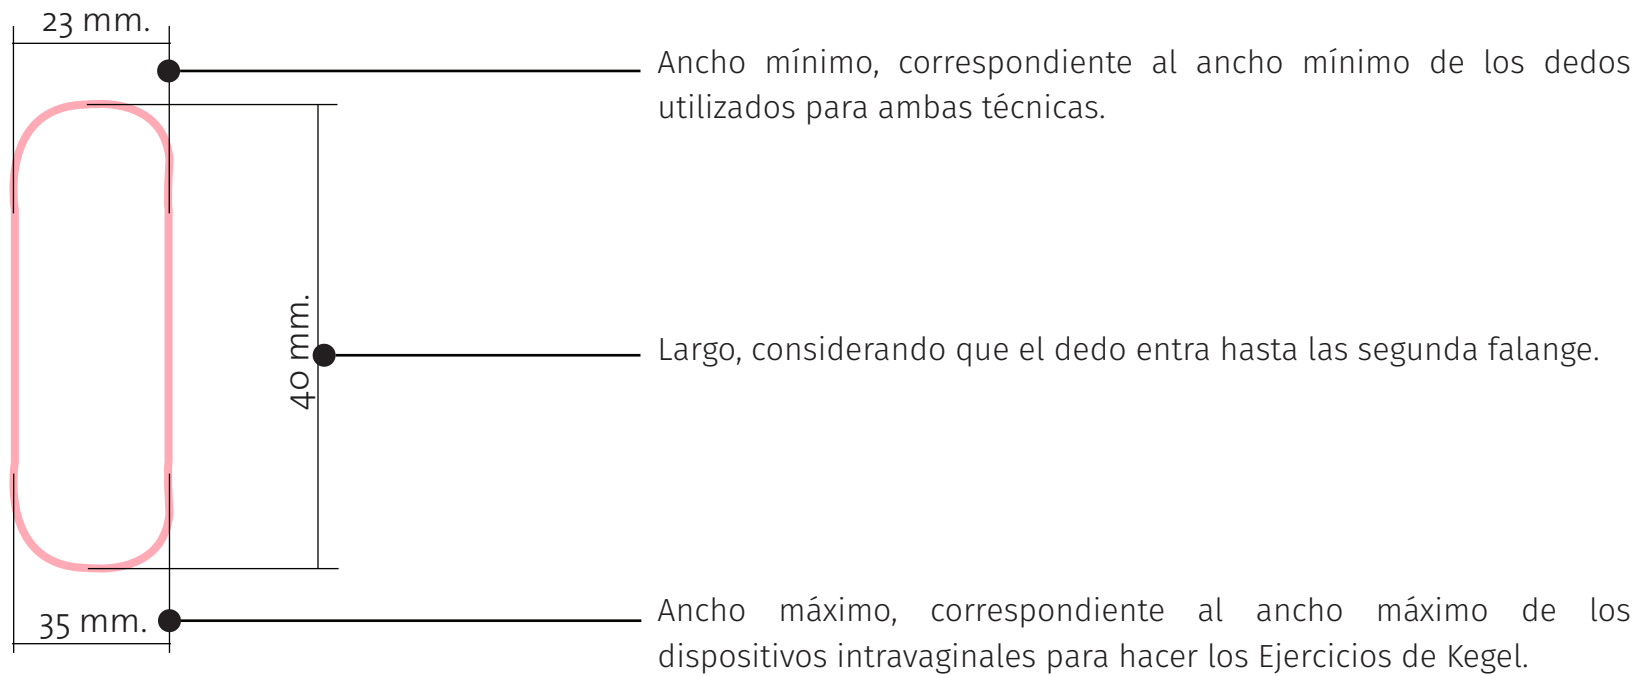 23 mm.
Ancho mínimo, correspondiente al ancho mínimo de los dedos
utilizados para ambas técnicas.
40 mm.
Largo, considerando que el dedo entra hasta las segunda falange.
35 mm.
Ancho máximo, correspondiente al ancho máximo de los
dispositivos intravaginales para hacer los Ejercicios de Kegel.